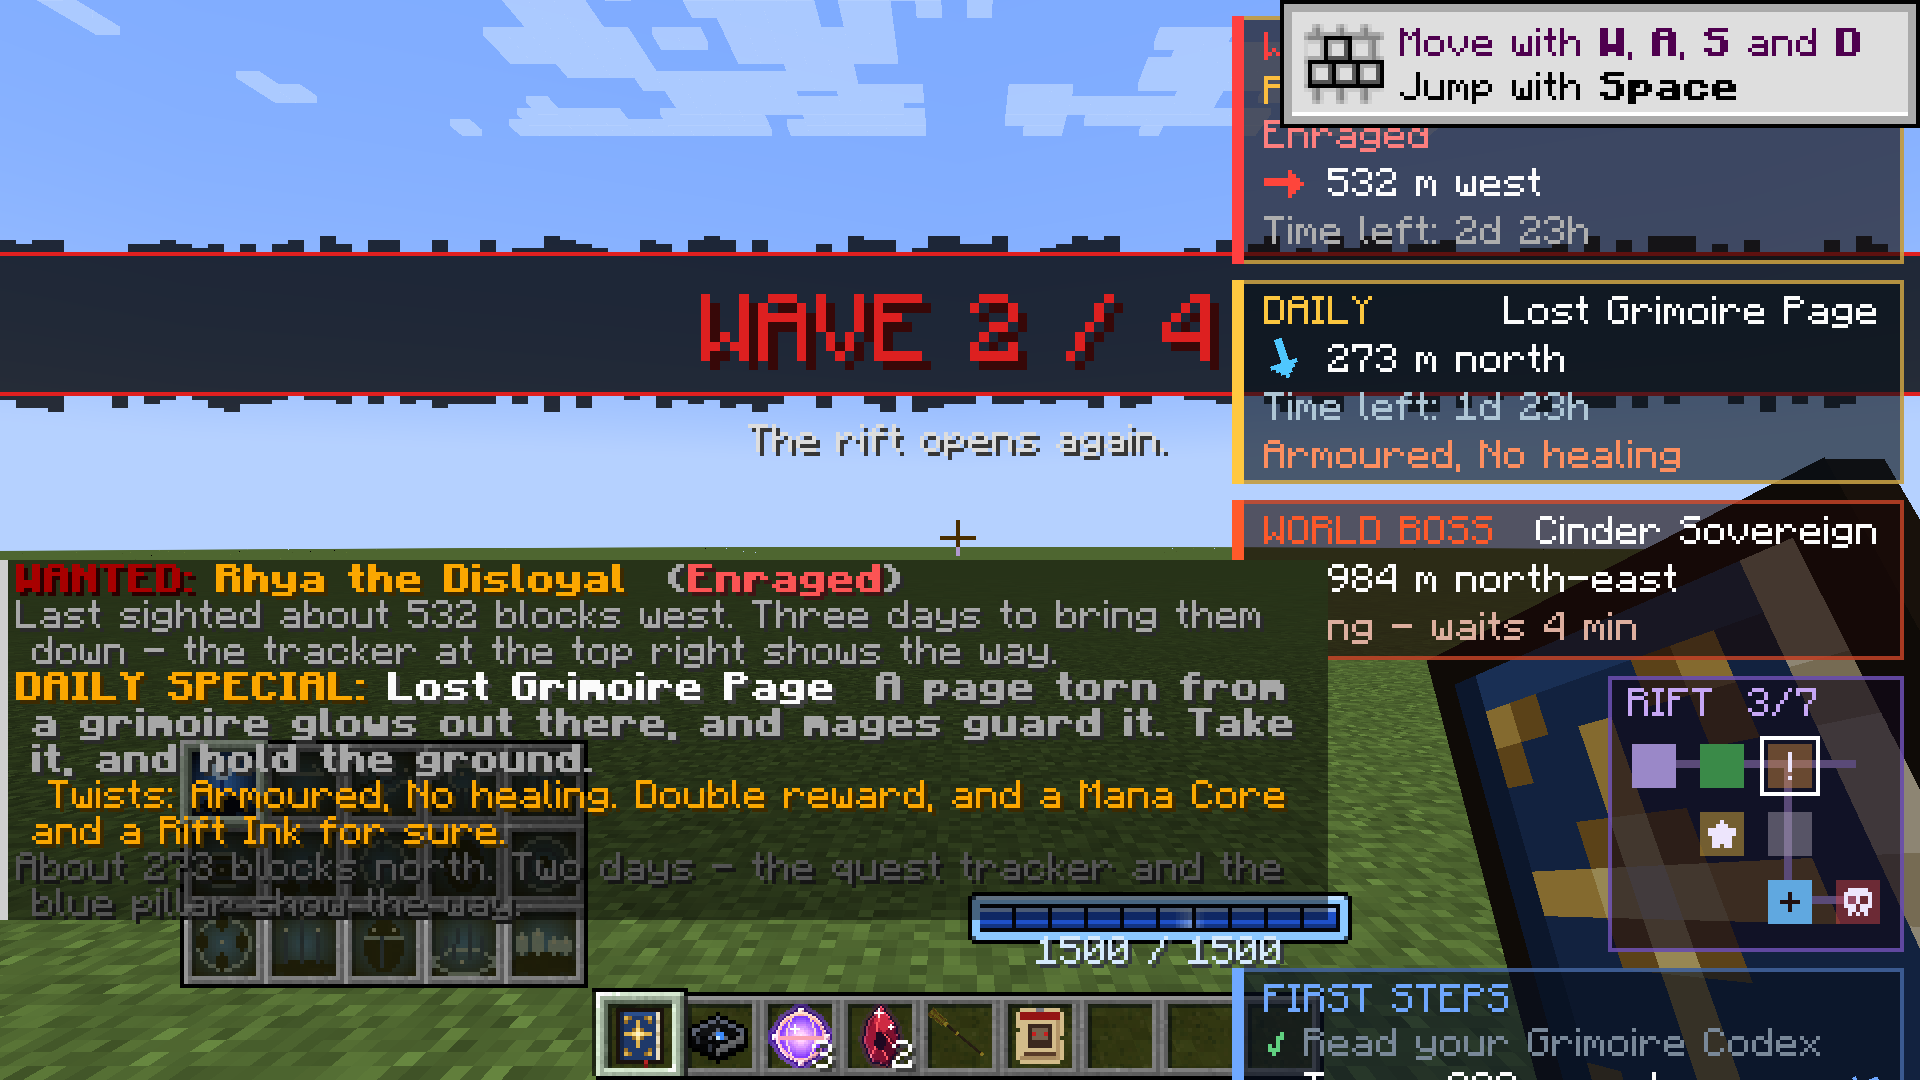 Move with W, A, S and D
Jump with Space
Enraged
532 m west
Time left: 2d 23h
WAVE 2 / 4
The rift opens again.
DAILY Lost Grimoire Page
273 m north
Time left: 1d 23h
Armoured, No healing
WORLD BOSS Cinder Sovereign
984 m north-east
ng - waits 4 min
WANTED: Rhya the Disloyal (Enraged)
Last sighted about 532 blocks west. Three days to bring them
down - the tracker at the top right shows the way.
DAILY SPECIAL: Lost Grimoire Page A page torn from
a grimoire glows out there, and mages guard it. Take
it, and hold the ground.
Twists: Armoured, No healing. Double reward, and a Mana Core
and a Rift Ink for sure.
About 273 blocks north. Two days - the quest tracker and the
blue pillar show the way.
RIFT 3/7
!
+
1500 / 1500
3
2
FIRST STEPS
✓ Read your Grimoire Codex